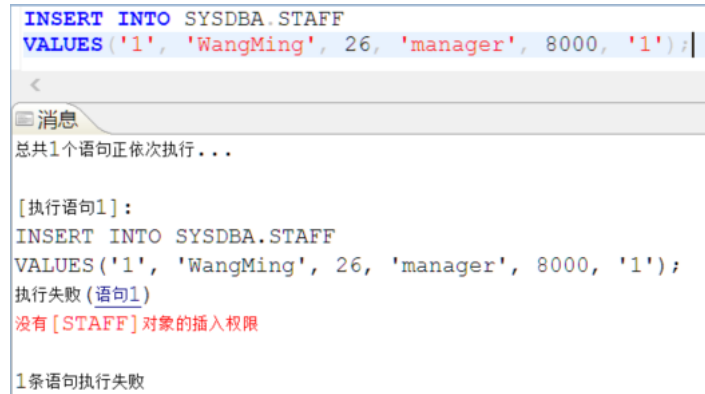 INSERT INTO SYSDBA.STAFF
VALUES('1', 'WangMing', 26, 'manager', 8000, '1');
消息
总共1个语句正依次执行...
[执行语句1]:
INSERT INTO SYSDBA.STAFF
VALUES('1', 'WangMing', 26, 'manager', 8000, '1');
执行失败(语句1)
没有[STAFF]对象的插入权限
1条语句执行失败